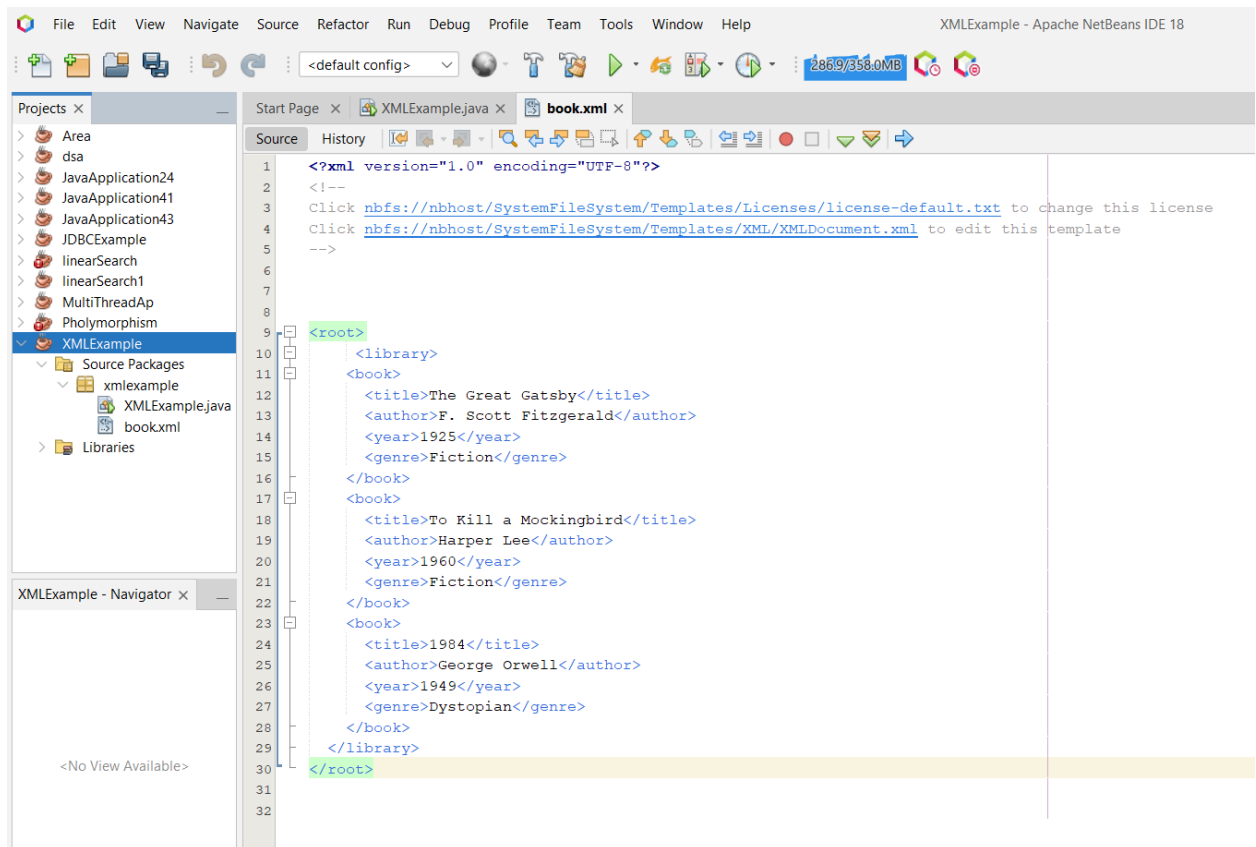 File Edit View Navigate Source Refactor Run Debug Profile Team Tools Window Help XMLExample - Apache NetBeans IDE 18
<default config> 286.9/358.0MB
Projects
Area
dsa
JavaApplication24
JavaApplication41
JavaApplication43
JDBCExample
linearSearch
linearSearch1
MultiThreadAp
Pholymorphism
XMLExample
Source Packages
xmlexample
XMLExample.java
book.xml
Libraries
XMLExample - Navigator
<No View Available>
Start Page XMLExample.java book.xml
Source History
1 <?xml version="1.0" encoding="UTF-8"?>
2 <!--
3 Click nbfs://nbhost/SystemFileSystem/Templates/Licenses/license-default.txt to change this license
4 Click nbfs://nbhost/SystemFileSystem/Templates/XML/XMLDocument.xml to edit this template
5 -->
6
7
8
9 <root>
10 <library>
11 <book>
12 <title>The Great Gatsby</title>
13 <author>F. Scott Fitzgerald</author>
14 <year>1925</year>
15 <genre>Fiction</genre>
16 </book>
17 <book>
18 <title>To Kill a Mockingbird</title>
19 <author>Harper Lee</author>
20 <year>1960</year>
21 <genre>Fiction</genre>
22 </book>
23 <book>
24 <title>1984</title>
25 <author>George Orwell</author>
26 <year>1949</year>
27 <genre>Dystopian</genre>
28 </book>
29 </library>
30 </root>
31
32